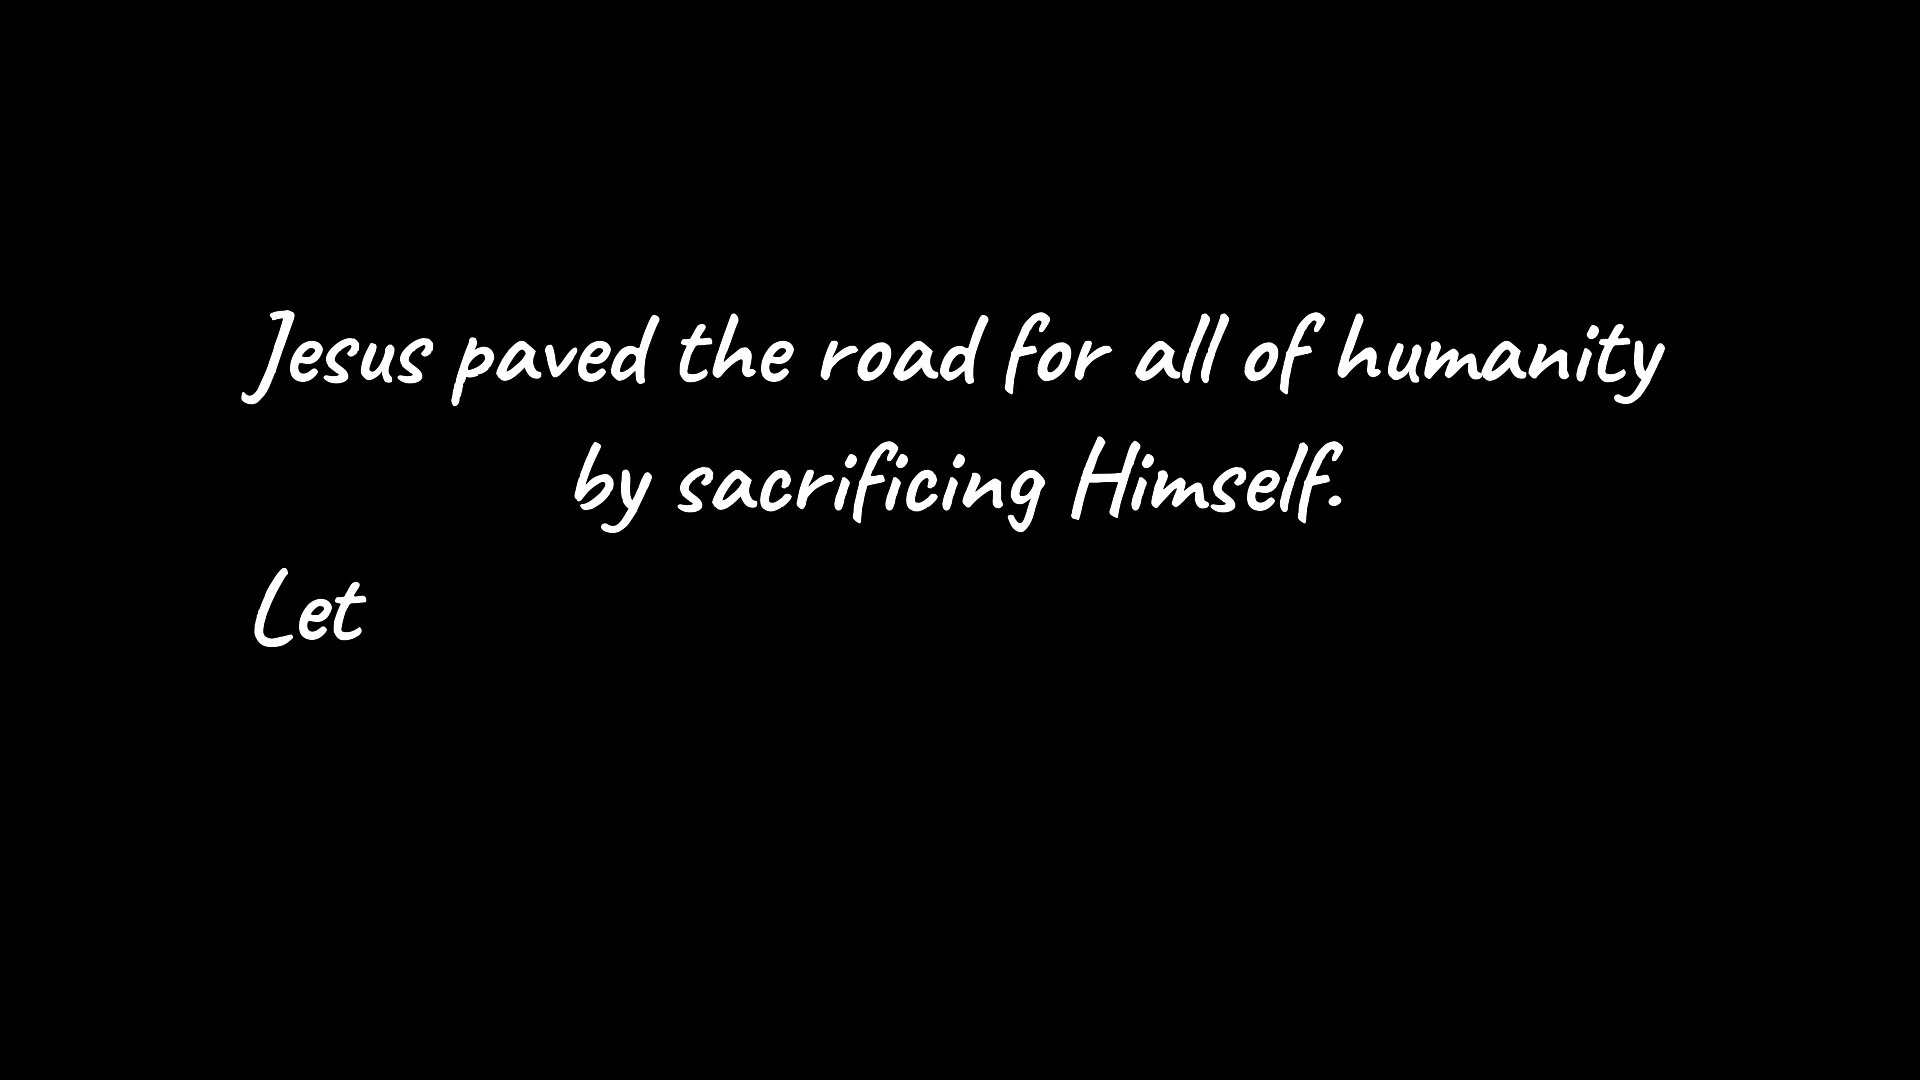 Jesus paved the road for all of humanity
by sacrificing Himself.
Let